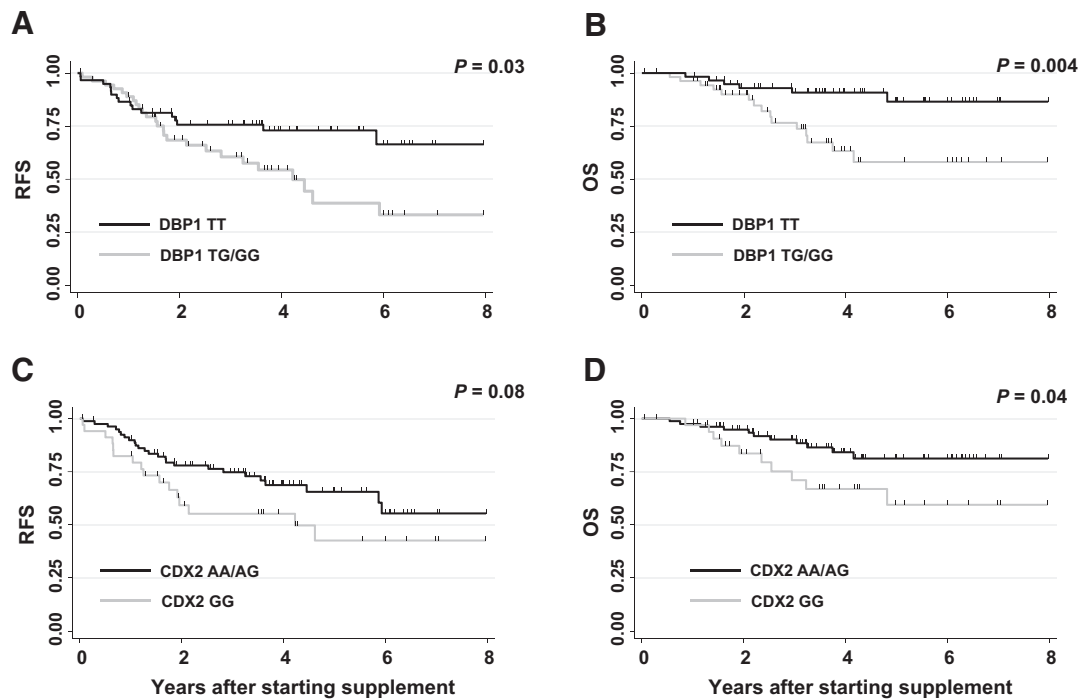 A
P = 0.03
1.00
0.75
0.50
0.25
0.00
RFS
DBP1 TT
DBP1 TG/GG
0 2 4 6 8
B
P = 0.004
1.00
0.75
0.50
0.25
0.00
OS
DBP1 TT
DBP1 TG/GG
0 2 4 6 8
C
P = 0.08
1.00
0.75
0.50
0.25
0.00
RFS
CDX2 AA/AG
CDX2 GG
0 2 4 6 8
Years after starting supplement
D
P = 0.04
1.00
0.75
0.50
0.25
0.00
OS
CDX2 AA/AG
CDX2 GG
0 2 4 6 8
Years after starting supplement